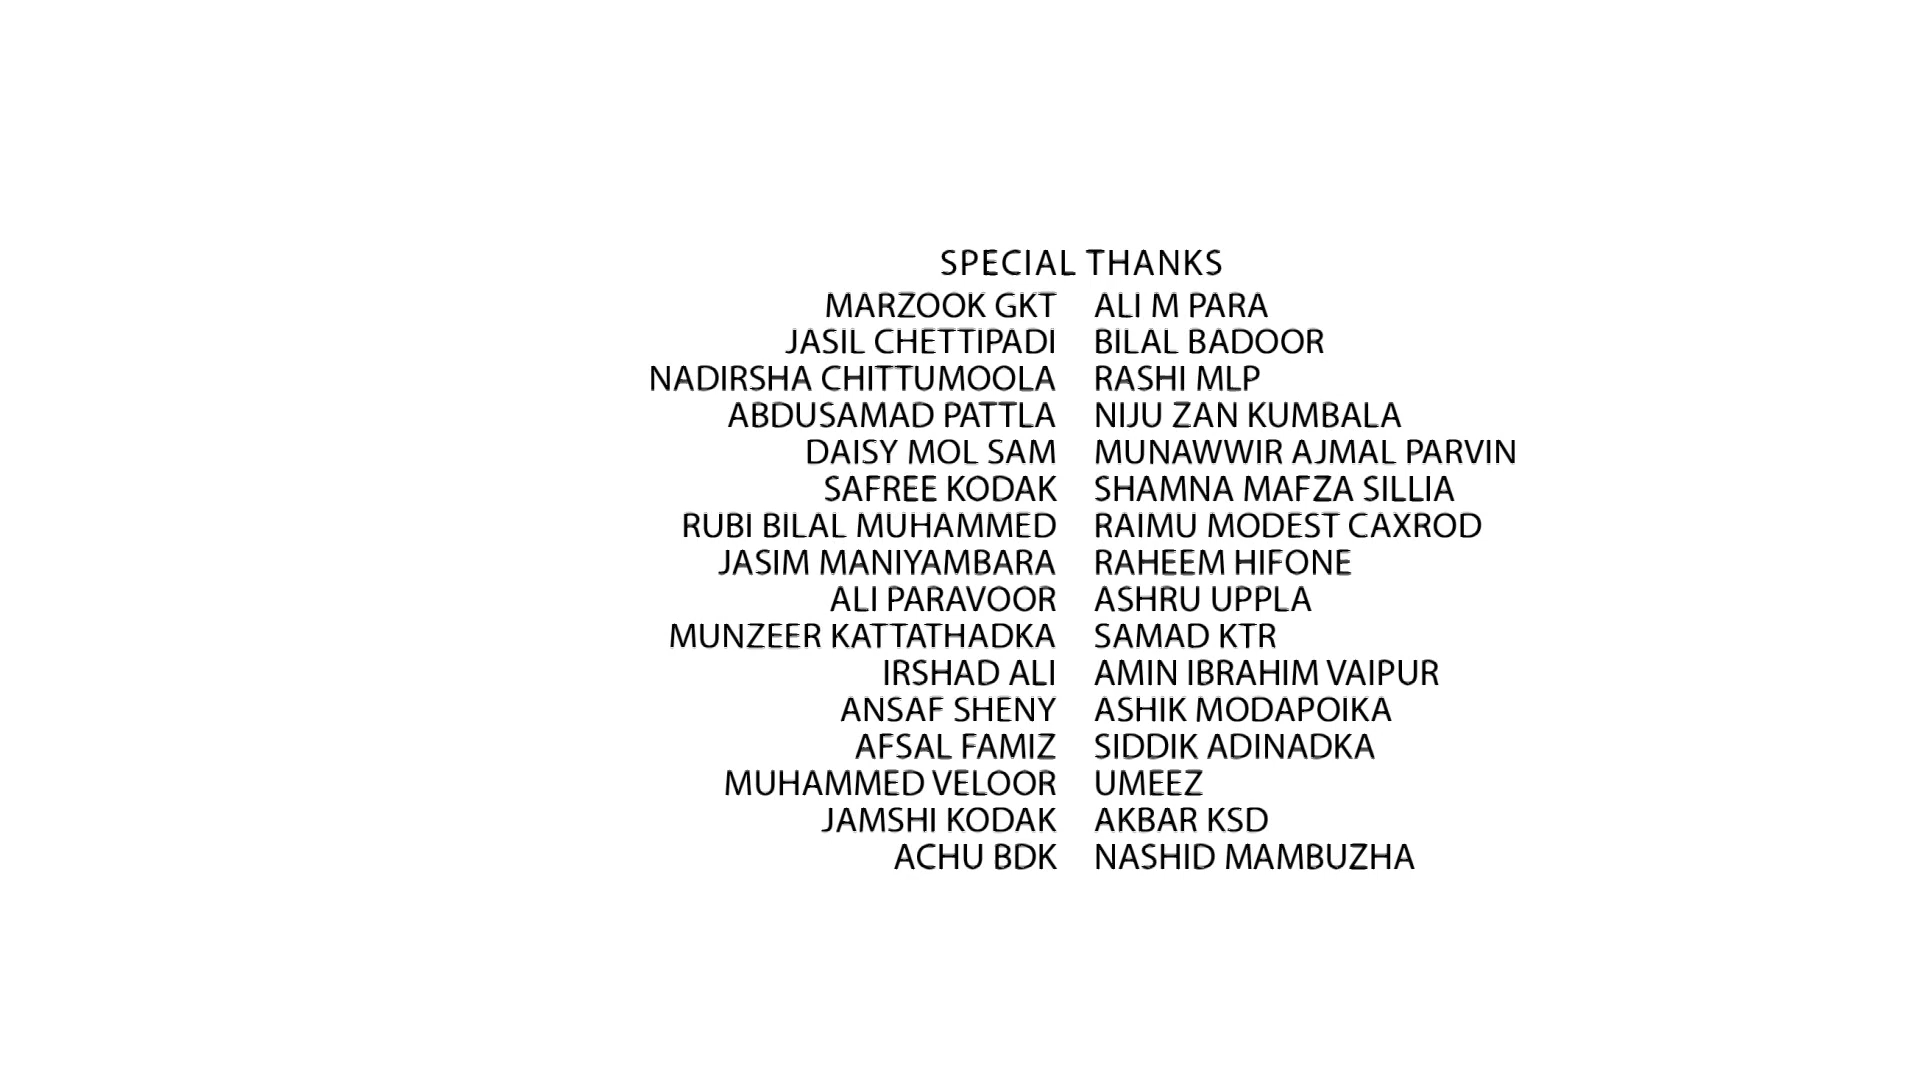 SPECIAL THANKS
MARZOOK GKT ALI M PARA
JASIL CHETTIPADI BILAL BADOOR
NADIRSHA CHITTUMOOLA RASHI MLP
ABDUSAMAD PATTLA NIJU ZAN KUMBALA
DAISY MOL SAM MUNAWWIR AJMAL PARVIN
SAFREE KODAK SHAMNA MAFZA SILLIA
RUBI BILAL MUHAMMED RAIMU MODEST CAXROD
JASIM MANIYAMBARA RAHEEM HIFONE
ALI PARAVOOR ASHRU UPPLA
MUNZEER KATTATHADKA SAMAD KTR
IRSHAD ALI AMIN IBRAHIM VAIPUR
ANSAF SHENY ASHIK MODAPOIKA
AFSAL FAMIZ SIDDIK ADINADKA
MUHAMMED VELOOR UMEEZ
JAMSHI KODAK AKBAR KSD
ACHU BDK NASHID MAMBUZHA